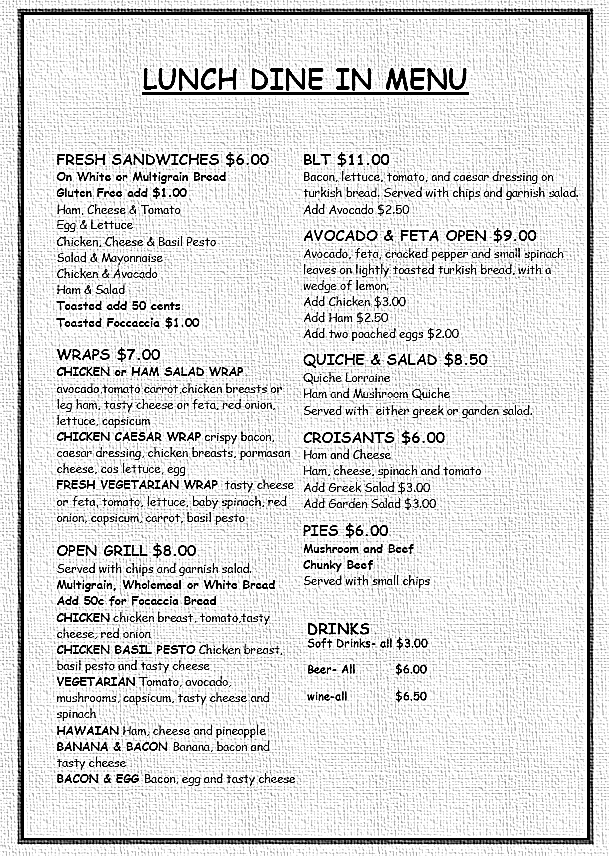 LUNCH DINE IN MENU
FRESH SANDWICHES $6.00
On White or Multigrain Bread
Gluten Free add $1.00
Ham, Cheese & Tomato
Egg & Lettuce
Chicken, Cheese & Basil Pesto
Salad & Mayonnaise
Chicken & Avocado
Ham & Salad
Toasted add 50 cents
Toasted Foccaccia $1.00
WRAPS $7.00
CHICKEN or HAM SALAD WRAP
avocado,tomato carrot,chicken breasts or
leg ham, tasty cheese or feta, red onion,
lettuce, capsicum
CHICKEN CAESAR WRAP crispy bacon,
caesar dressing, chicken breasts, parmasan
cheese, cos lettuce, egg
FRESH VEGETARIAN WRAP tasty cheese
or feta, tomato, lettuce, baby spinach, red
onion, capsicum, carrot, basil pesto
OPEN GRILL $8.00
Served with chips and garnish salad.
Multigrain, Wholemeal or White Bread
Add 50c for Focaccia Bread
CHICKEN chicken breast, tomato,tasty
cheese, red onion
CHICKEN BASIL PESTO Chicken breast,
basil pesto and tasty cheese
VEGETARIAN Tomato, avocado,
mushrooms, capsicum, tasty cheese and
spinach
HAWAIAN Ham, cheese and pineapple
BANANA & BACON Banana, bacon and
tasty cheese
BACON & EGG Bacon, egg and tasty cheese
BLT $11.00
Bacon, lettuce, tomato, and caesar dressing on
turkish bread. Served with chips and garnish salad.
Add Avocado $2.50
AVOCADO & FETA OPEN $9.00
Avocado, feta, cracked pepper and small spinach
leaves on lightly toasted turkish bread, with a
wedge of lemon.
Add Chicken $3.00
Add Ham $2.50
Add two poached eggs $2.00
QUICHE & SALAD $8.50
Quiche Lorraine
Ham and Mushroom Quiche
Served with either greek or garden salad.
CROISANTS $6.00
Ham and Cheese
Ham, cheese, spinach and tomato
Add Greek Salad $3.00
Add Garden Salad $3.00
PIES $6.00
Mushroom and Beef
Chunky Beef
Served with small chips
DRINKS
Soft Drinks- all $3.00
Beer- All $6.00
wine-all $6.50